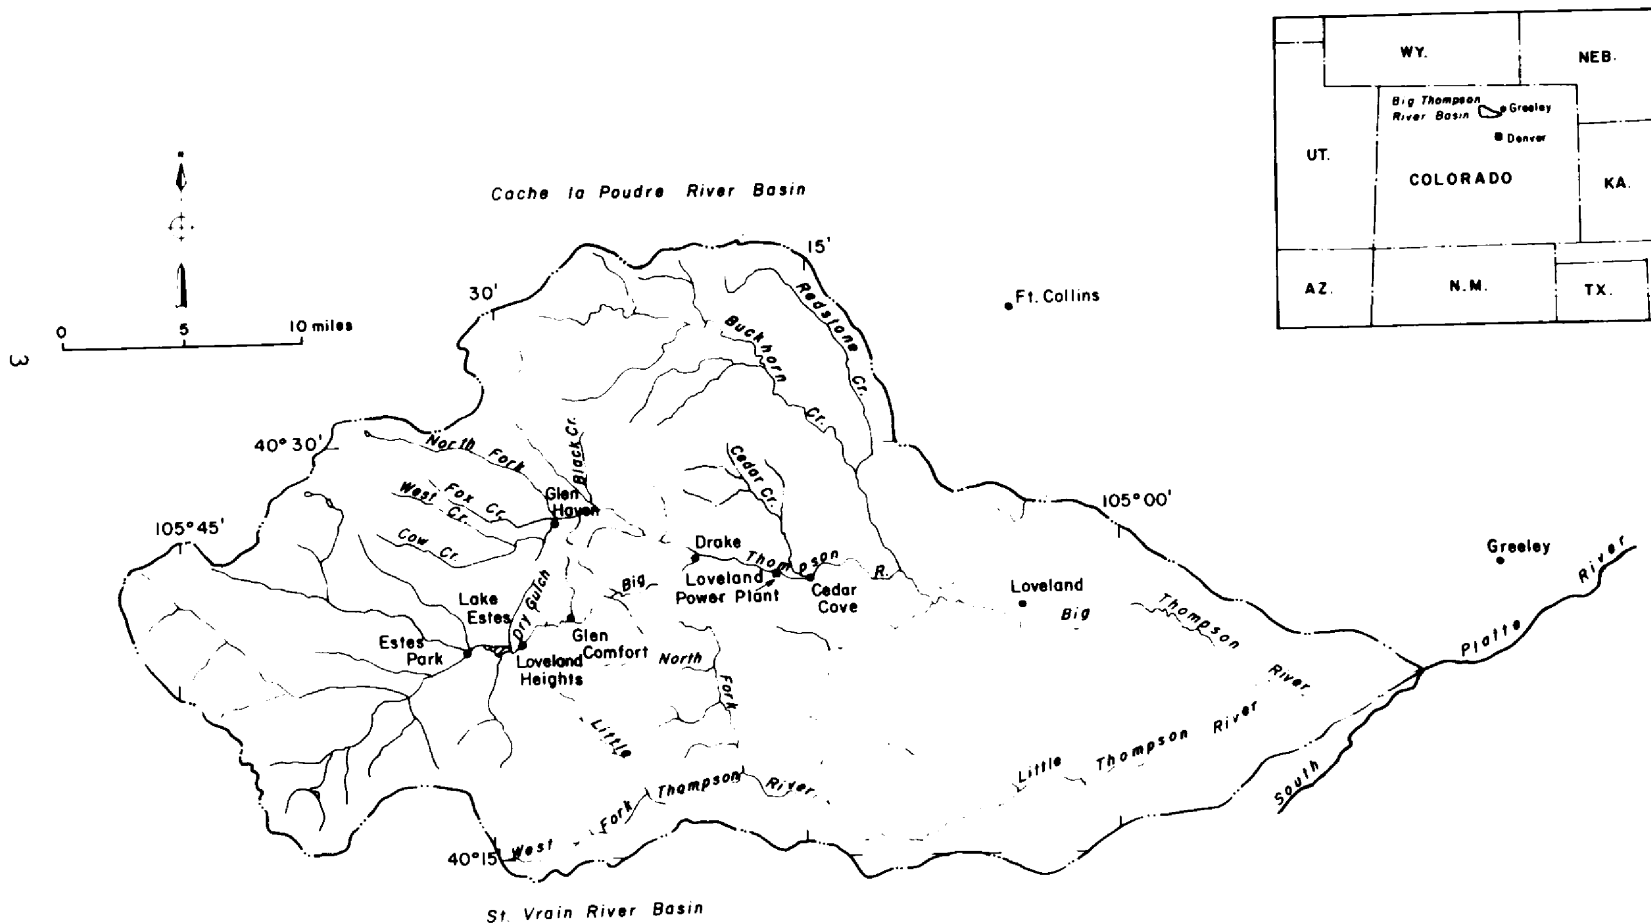 WY.
NEB.
Big Thompson
River Basin
Greeley
Denver
UT.
COLORADO
KA.
AZ.
N.M.
TX.
Cache la Poudre River Basin
15'
30'
Ft. Collins
0 5 10 miles
3
Redstone Cr.
Buckhorn Cr.
40° 30'
North Fork
Black Cr.
Cedar Cr.
Fox Cr.
West Cr.
Glen
Haven
105° 45'
105° 00'
Cow Cr.
Drake
Big Thompson R.
Greeley
Loveland
Power Plant
Cedar
Cove
Loveland
Dry Gulch
Lake
Estes
Estes
Park
Glen
Comfort
Loveland
Heights
Big Thompson River
South Platte River
North Fork
Little
Little Thompson River
West Fork Thompson River
40° 15'
St. Vrain River Basin